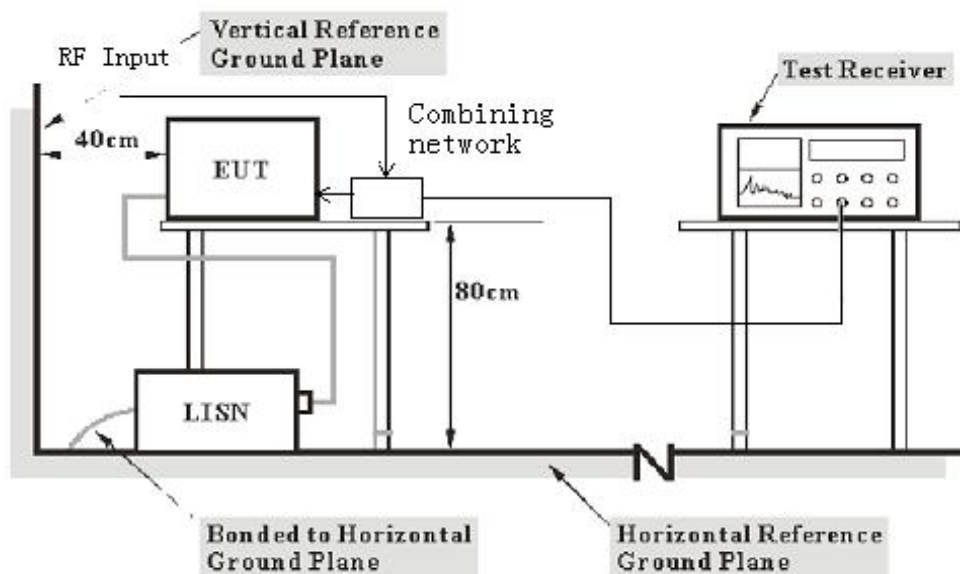 Vertical Reference
Ground Plane
RF Input
Test Receiver
Combining
network
40cm
EUT
80cm
LISN
Bonded to Horizontal
Ground Plane
Horizontal Reference
Ground Plane